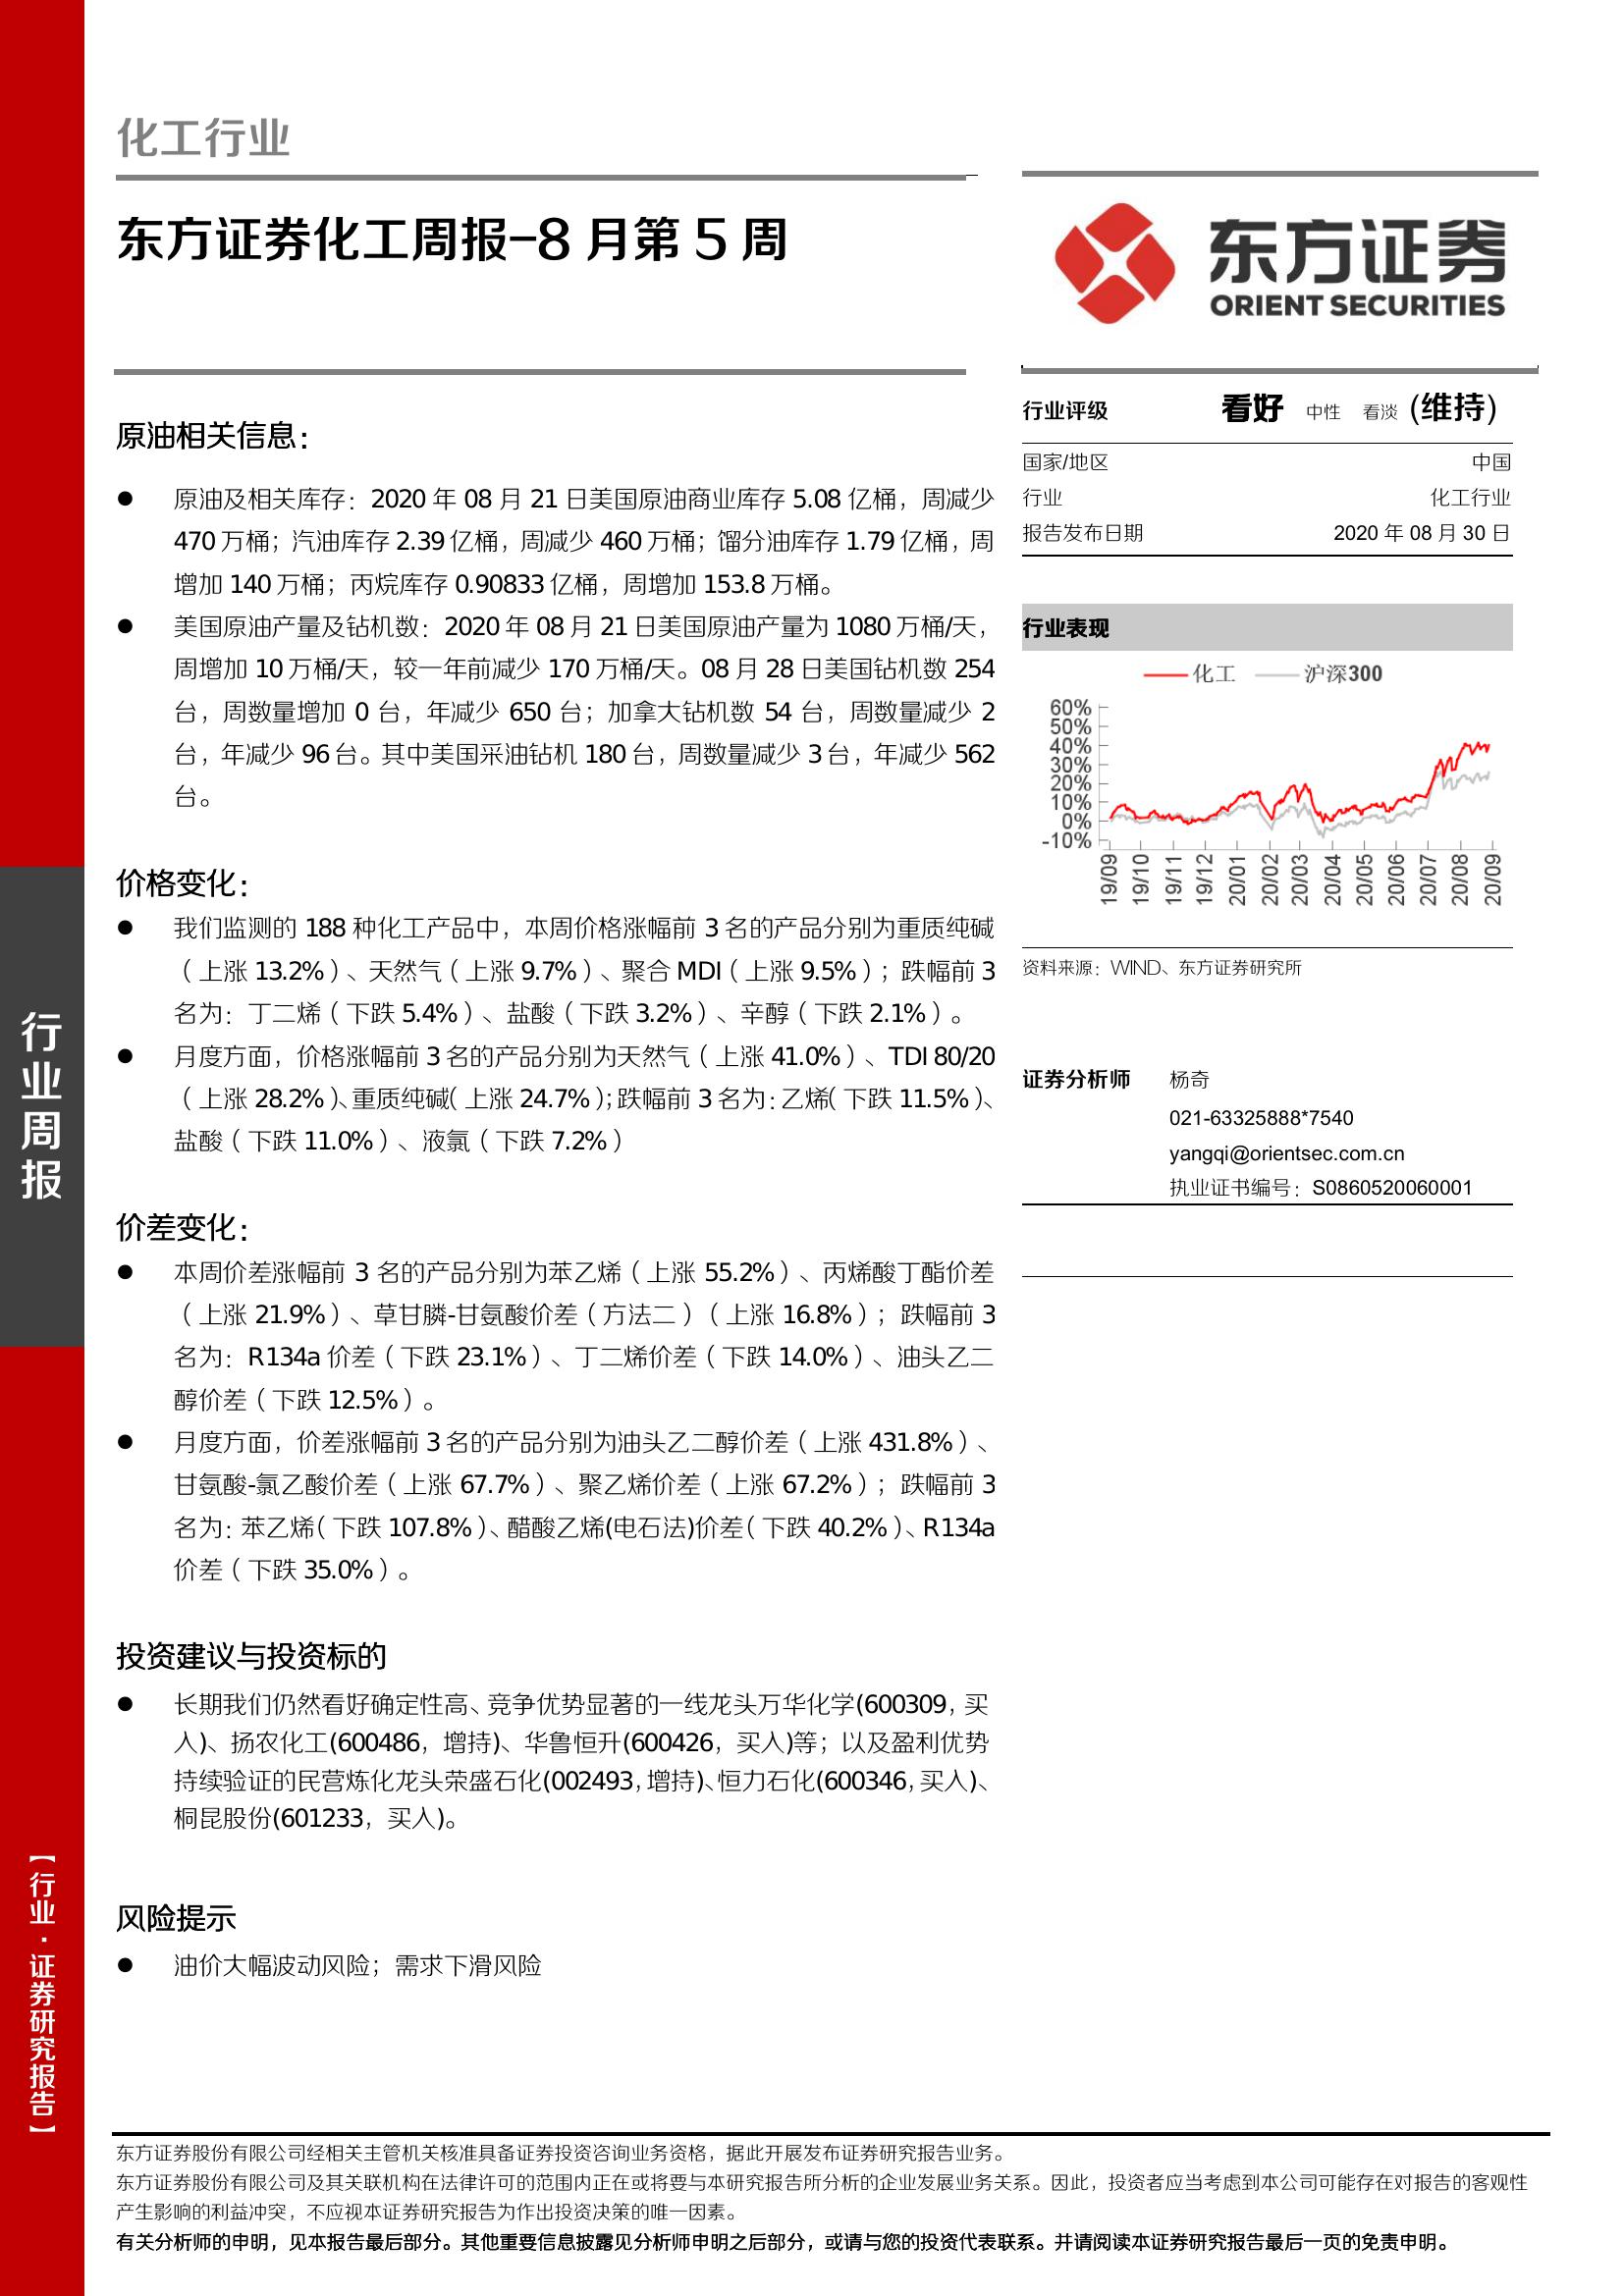 化工行业
东方证券化工周报-8 月第 5 周
东方证券
ORIENT SECURITIES
原油相关信息：
● 原油及相关库存：2020 年 08 月 21 日美国原油商业库存 5.08 亿桶，周减少
470 万桶；汽油库存 2.39 亿桶，周减少 460 万桶；馏分油库存 1.79 亿桶，周
增加 140 万桶；丙烷库存 0.90833 亿桶，周增加 153.8 万桶。
● 美国原油产量及钻机数：2020 年 08 月 21 日美国原油产量为 1080 万桶/天，
周增加 10 万桶/天，较一年前减少 170 万桶/天。08 月 28 日美国钻机数 254
台，周数量增加 0 台，年减少 650 台；加拿大钻机数 54 台，周数量减少 2
台，年减少 96 台。其中美国采油钻机 180 台，周数量减少 3 台，年减少 562
台。
价格变化：
● 我们监测的 188 种化工产品中，本周价格涨幅前 3 名的产品分别为重质纯碱
（上涨 13.2%）、天然气（上涨 9.7%）、聚合 MDI（上涨 9.5%）；跌幅前 3
名为：丁二烯（下跌 5.4%）、盐酸（下跌 3.2%）、辛醇（下跌 2.1%）。
● 月度方面，价格涨幅前 3 名的产品分别为天然气（上涨 41.0%）、TDI 80/20
（上涨 28.2%）、重质纯碱（上涨 24.7%）；跌幅前 3 名为：乙烯（下跌 11.5%）、
盐酸（下跌 11.0%）、液氯（下跌 7.2%）
价差变化：
● 本周价差涨幅前 3 名的产品分别为苯乙烯（上涨 55.2%）、丙烯酸丁酯价差
（上涨 21.9%）、草甘膦-甘氨酸价差（方法二）（上涨 16.8%）；跌幅前 3
名为：R134a 价差（下跌 23.1%）、丁二烯价差（下跌 14.0%）、油头乙二
醇价差（下跌 12.5%）。
● 月度方面，价差涨幅前 3 名的产品分别为油头乙二醇价差（上涨 431.8%）、
甘氨酸-氯乙酸价差（上涨 67.7%）、聚乙烯价差（上涨 67.2%）；跌幅前 3
名为：苯乙烯（下跌 107.8%）、醋酸乙烯(电石法)价差（下跌 40.2%）、R134a
价差（下跌 35.0%）。
投资建议与投资标的
● 长期我们仍然看好确定性高、竞争优势显著的一线龙头万华化学(600309，买
入)、扬农化工(600486，增持)、华鲁恒升(600426，买入)等；以及盈利优势
持续验证的民营炼化龙头荣盛石化(002493，增持)、恒力石化(600346，买入)、
桐昆股份(601233，买入)。
风险提示
● 油价大幅波动风险；需求下滑风险
行业评级 看好 中性 看淡 (维持)
国家/地区 中国
行业 化工行业
报告发布日期 2020 年 08 月 30 日
行业表现
化工 沪深300
60%
50%
40%
30%
20%
10%
0%
-10%
19/09 19/10 19/11 19/12 20/01 20/02 20/03 20/04 20/05 20/06 20/07 20/08 20/09
资料来源：WIND、东方证券研究所
证券分析师 杨奇
021-63325888*7540
yangqi@orientsec.com.cn
执业证书编号：S0860520060001
行业周报
【行业·证券研究报告】
东方证券股份有限公司经相关主管机关核准具备证券投资咨询业务资格，据此开展发布证券研究报告业务。
东方证券股份有限公司及其关联机构在法律许可的范围内正在或将要与本研究报告所分析的企业发展业务关系。因此，投资者应当考虑到本公司可能存在对报告的客观性
产生影响的利益冲突，不应视本证券研究报告为作出投资决策的唯一因素。
有关分析师的申明，见本报告最后部分。其他重要信息披露见分析师申明之后部分，或请与您的投资代表联系。并请阅读本证券研究报告最后一页的免责申明。